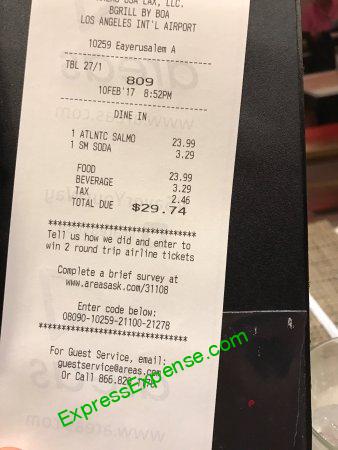 USA LAX, LLC.
BGRILL BY BOA
LOS ANGELES INT'L AIRPORT
10259 Eayerusalem A
TBL 27/1
809
10FEB'17 8:52PM
DINE IN
1 ATLNTC SALMO 23.99
1 SM SODA 3.29
FOOD 23.99
BEVERAGE 3.29
TAX 2.46
TOTAL DUE $29.74
********************************
Tell us how we did and enter to
win 2 round trip airline tickets
Complete a brief survey at
www.areasask.com/31108
Enter code below:
08090-10259-21100-21278
********************************
For Guest Service, email:
guestservice@areas.com
Or Call 866.
ExpressExpense.com